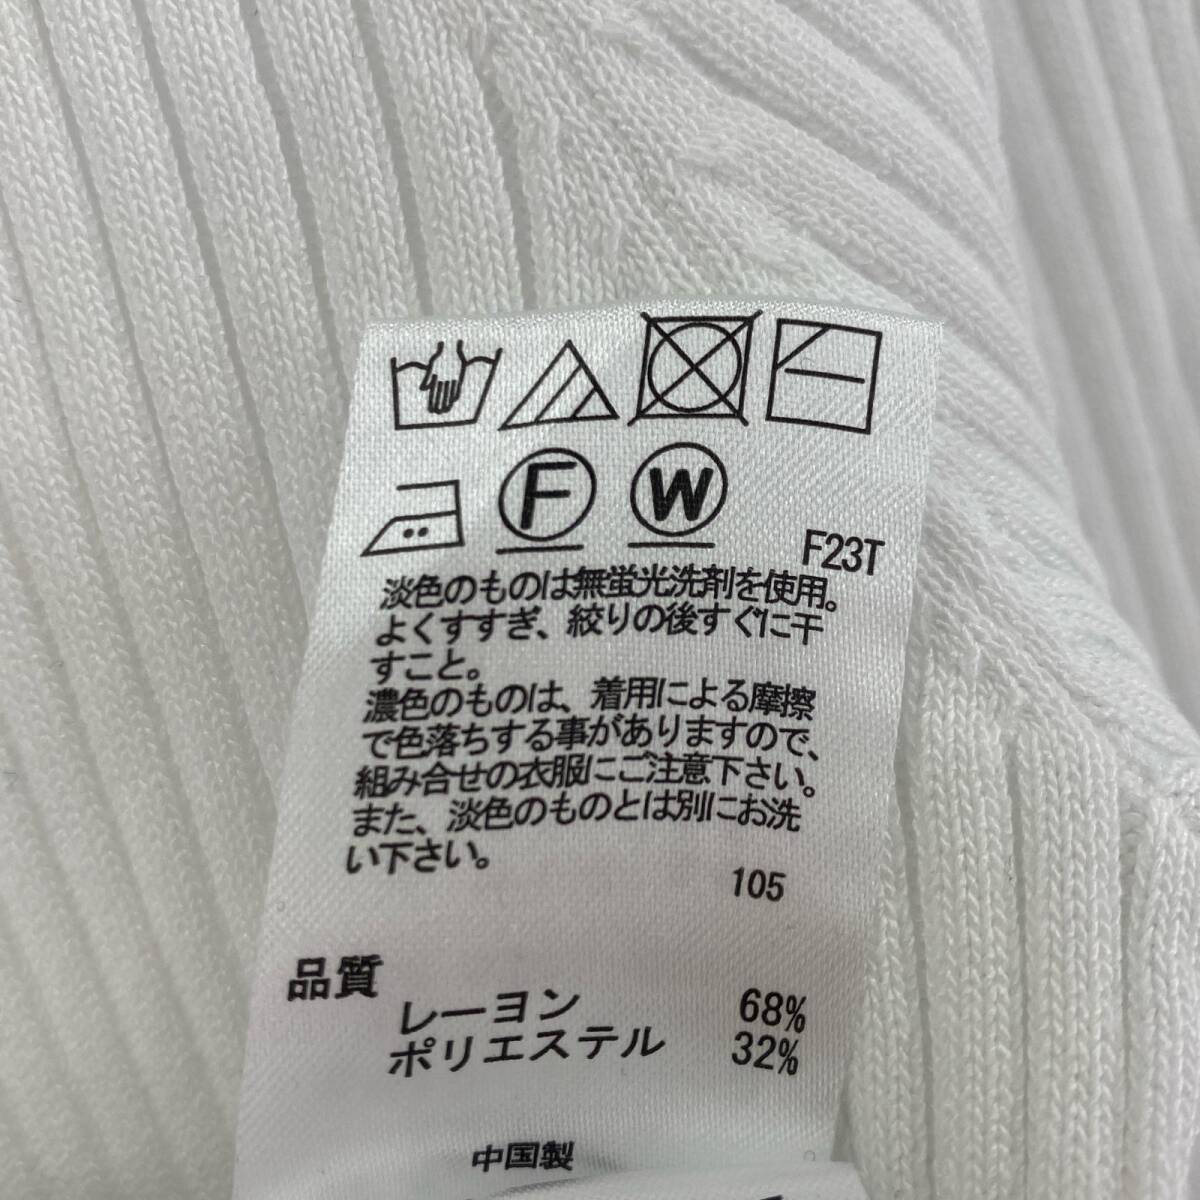 F W
F23T
淡色のものは無蛍光洗剤を使用。
よくすすぎ、絞りの後すぐに干
すこと。
濃色のものは、着用による摩擦
で色落ちする事がありますので、
組み合せの衣服にご注意下さい。
また、淡色のものとは別にお洗
い下さい。
105
品質
レーヨン 68%
ポリエステル 32%
中国製